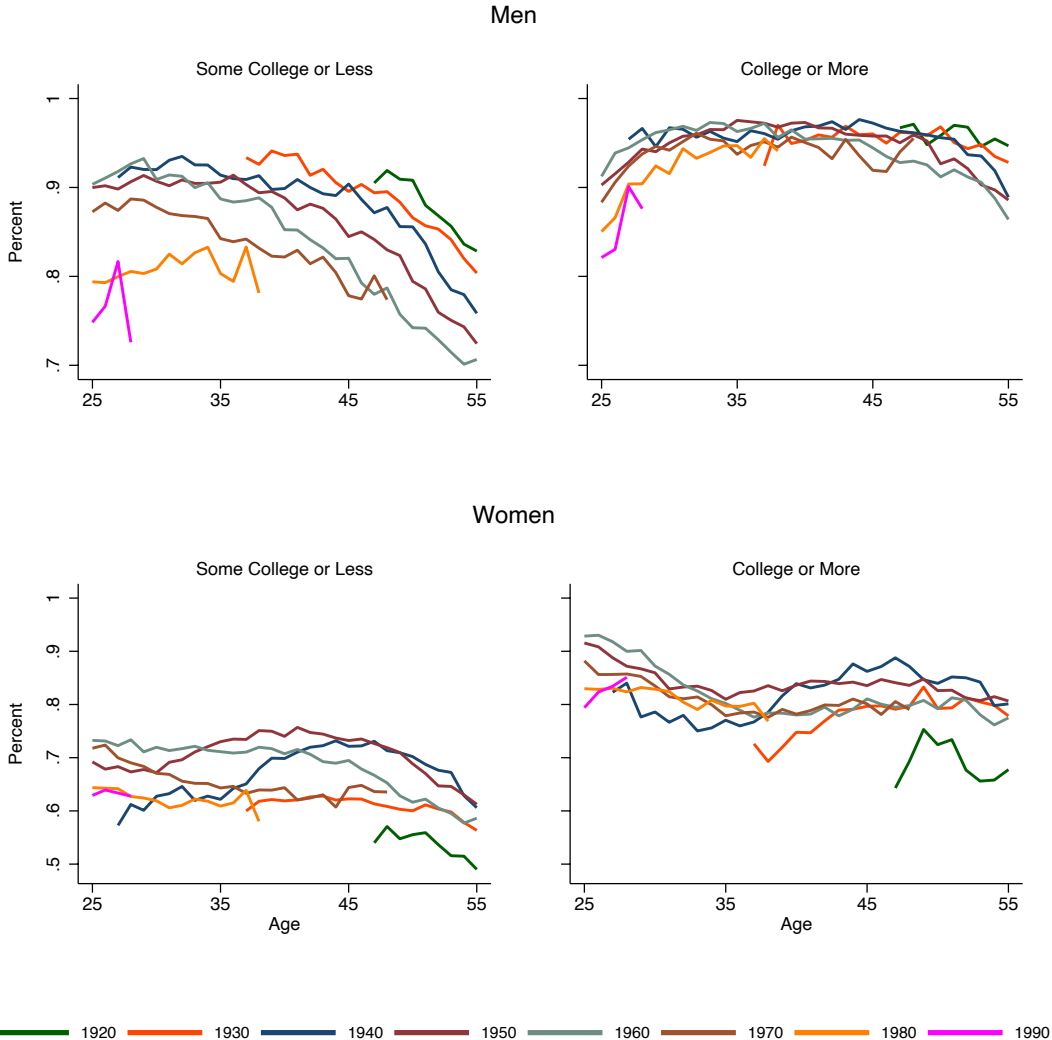 Men
Some College or Less
College or More
Percent
1
.9
.8
.7
25 35 45 55
25 35 45 55
Women
Some College or Less
College or More
Percent
1
.9
.8
.7
.6
.5
25 35 45 55
Age
25 35 45 55
Age
1920 1930 1940 1950 1960 1970 1980 1990